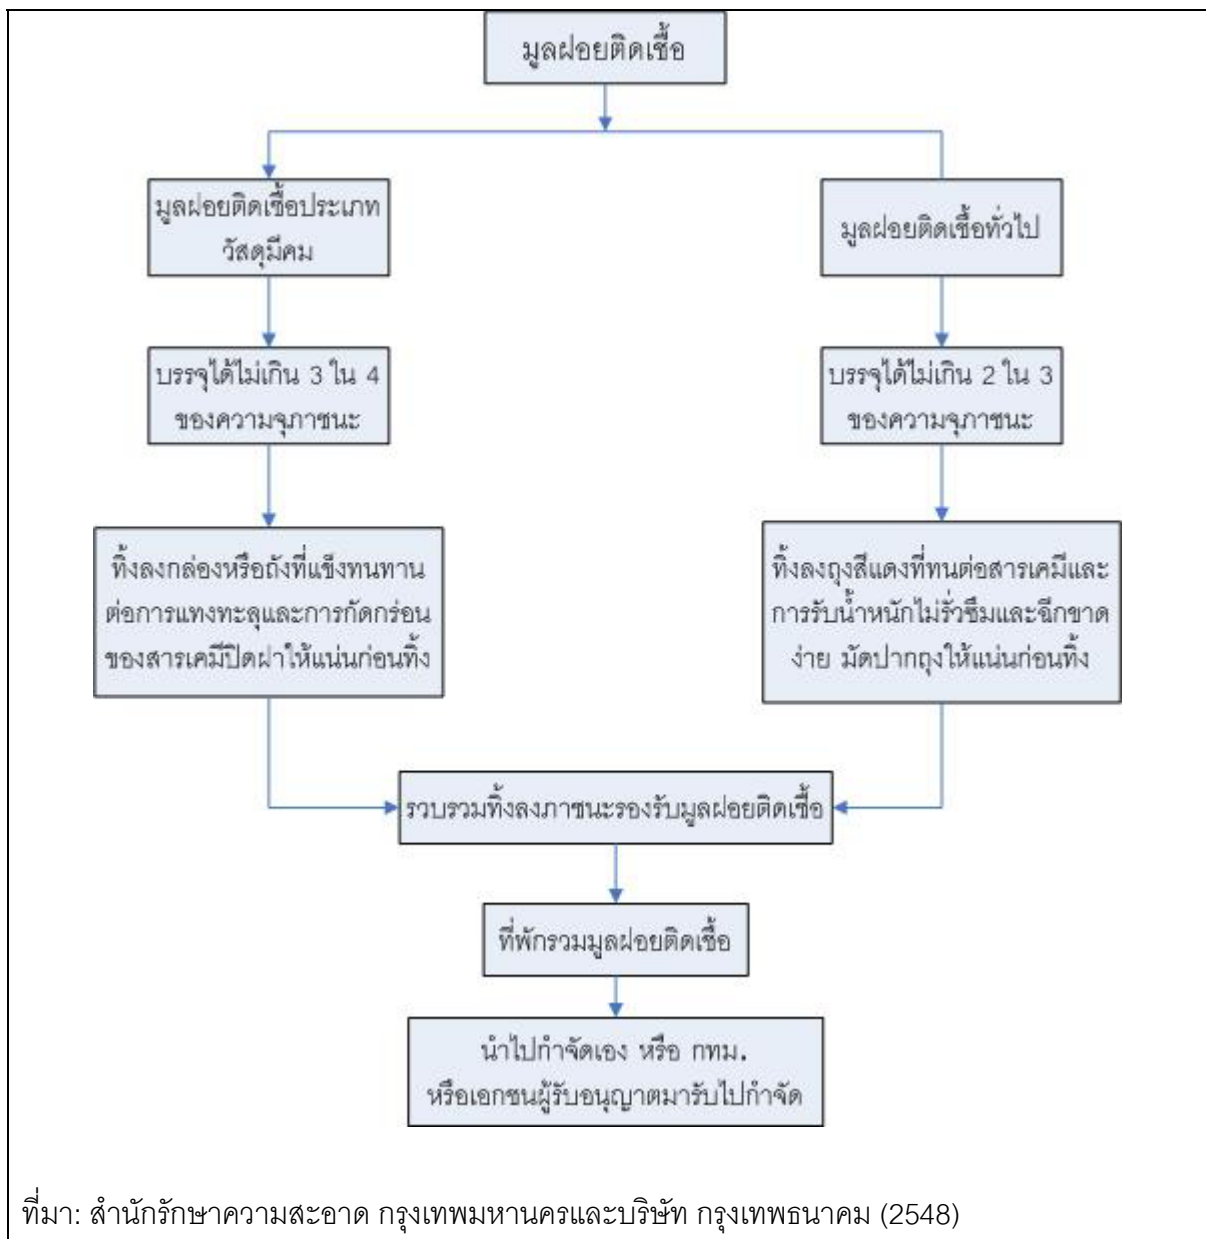 มูลฝอยติดเชื้อ
มูลฝอยติดเชื้อประเภท
วัสดุมีคม
มูลฝอยติดเชื้อทั่วไป
บรรจุได้ไม่เกิน 3 ใน 4
ของความจุภาชนะ
บรรจุได้ไม่เกิน 2 ใน 3
ของความจุภาชนะ
ทิ้งลงกล่องหรือถังที่แข็งทนทาน
ต่อการแทงทะลุและการกัดกร่อน
ของสารเคมีปิดฝาให้แน่นก่อนทิ้ง
ทิ้งลงถุงสีแดงที่ทนต่อสารเคมีและ
การรับน้ำหนักไม่รั่วซึมและฉีกขาด
ง่าย มัดปากถุงให้แน่นก่อนทิ้ง
รวบรวมทิ้งลงภาชนะรองรับมูลฝอยติดเชื้อ
ที่พักรวมมูลฝอยติดเชื้อ
นำไปกำจัดเอง หรือ กทม.
หรือเอกชนผู้รับอนุญาตมารับไปกำจัด
ที่มา: สำนักรักษาความสะอาด กรุงเทพมหานครและบริษัท กรุงเทพธนาคม (2548)